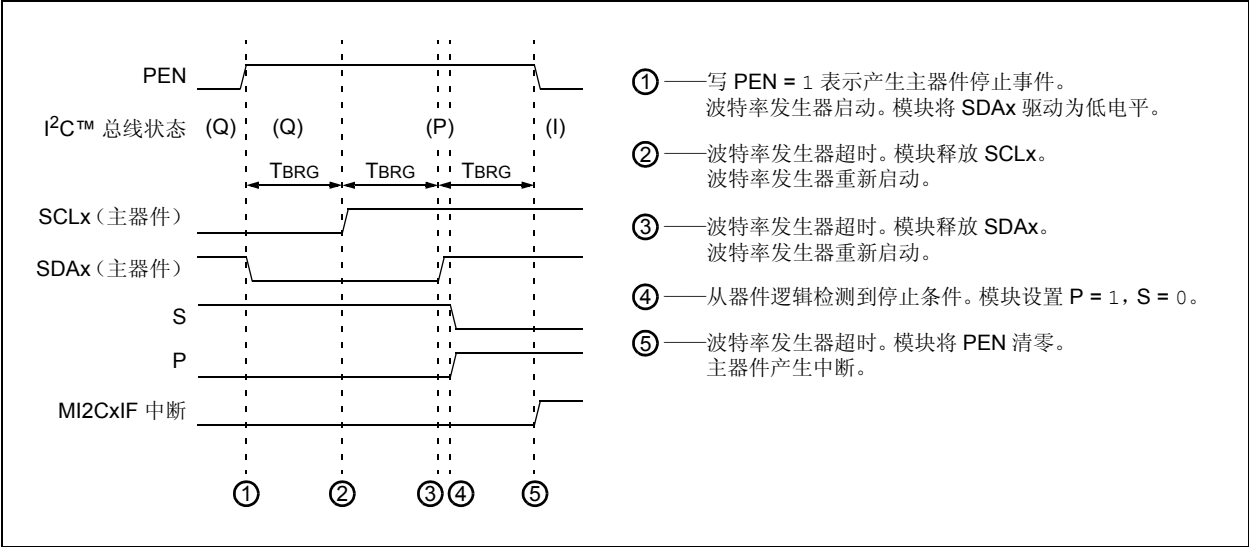 PEN
I2C™ 总线状态 (Q) (Q) (P) (I)
TBRG TBRG TBRG
SCLx（主器件）
SDAx（主器件）
S
P
MI2CxIF 中断
① ② ③ ④ ⑤
①——写 PEN = 1 表示产生主器件停止事件。
波特率发生器启动。模块将 SDAx 驱动为低电平。
②——波特率发生器超时。模块释放 SCLx。
波特率发生器重新启动。
③——波特率发生器超时。模块释放 SDAx。
波特率发生器重新启动。
④——从器件逻辑检测到停止条件。模块设置 P = 1，S = 0。
⑤——波特率发生器超时。模块将 PEN 清零。
主器件产生中断。